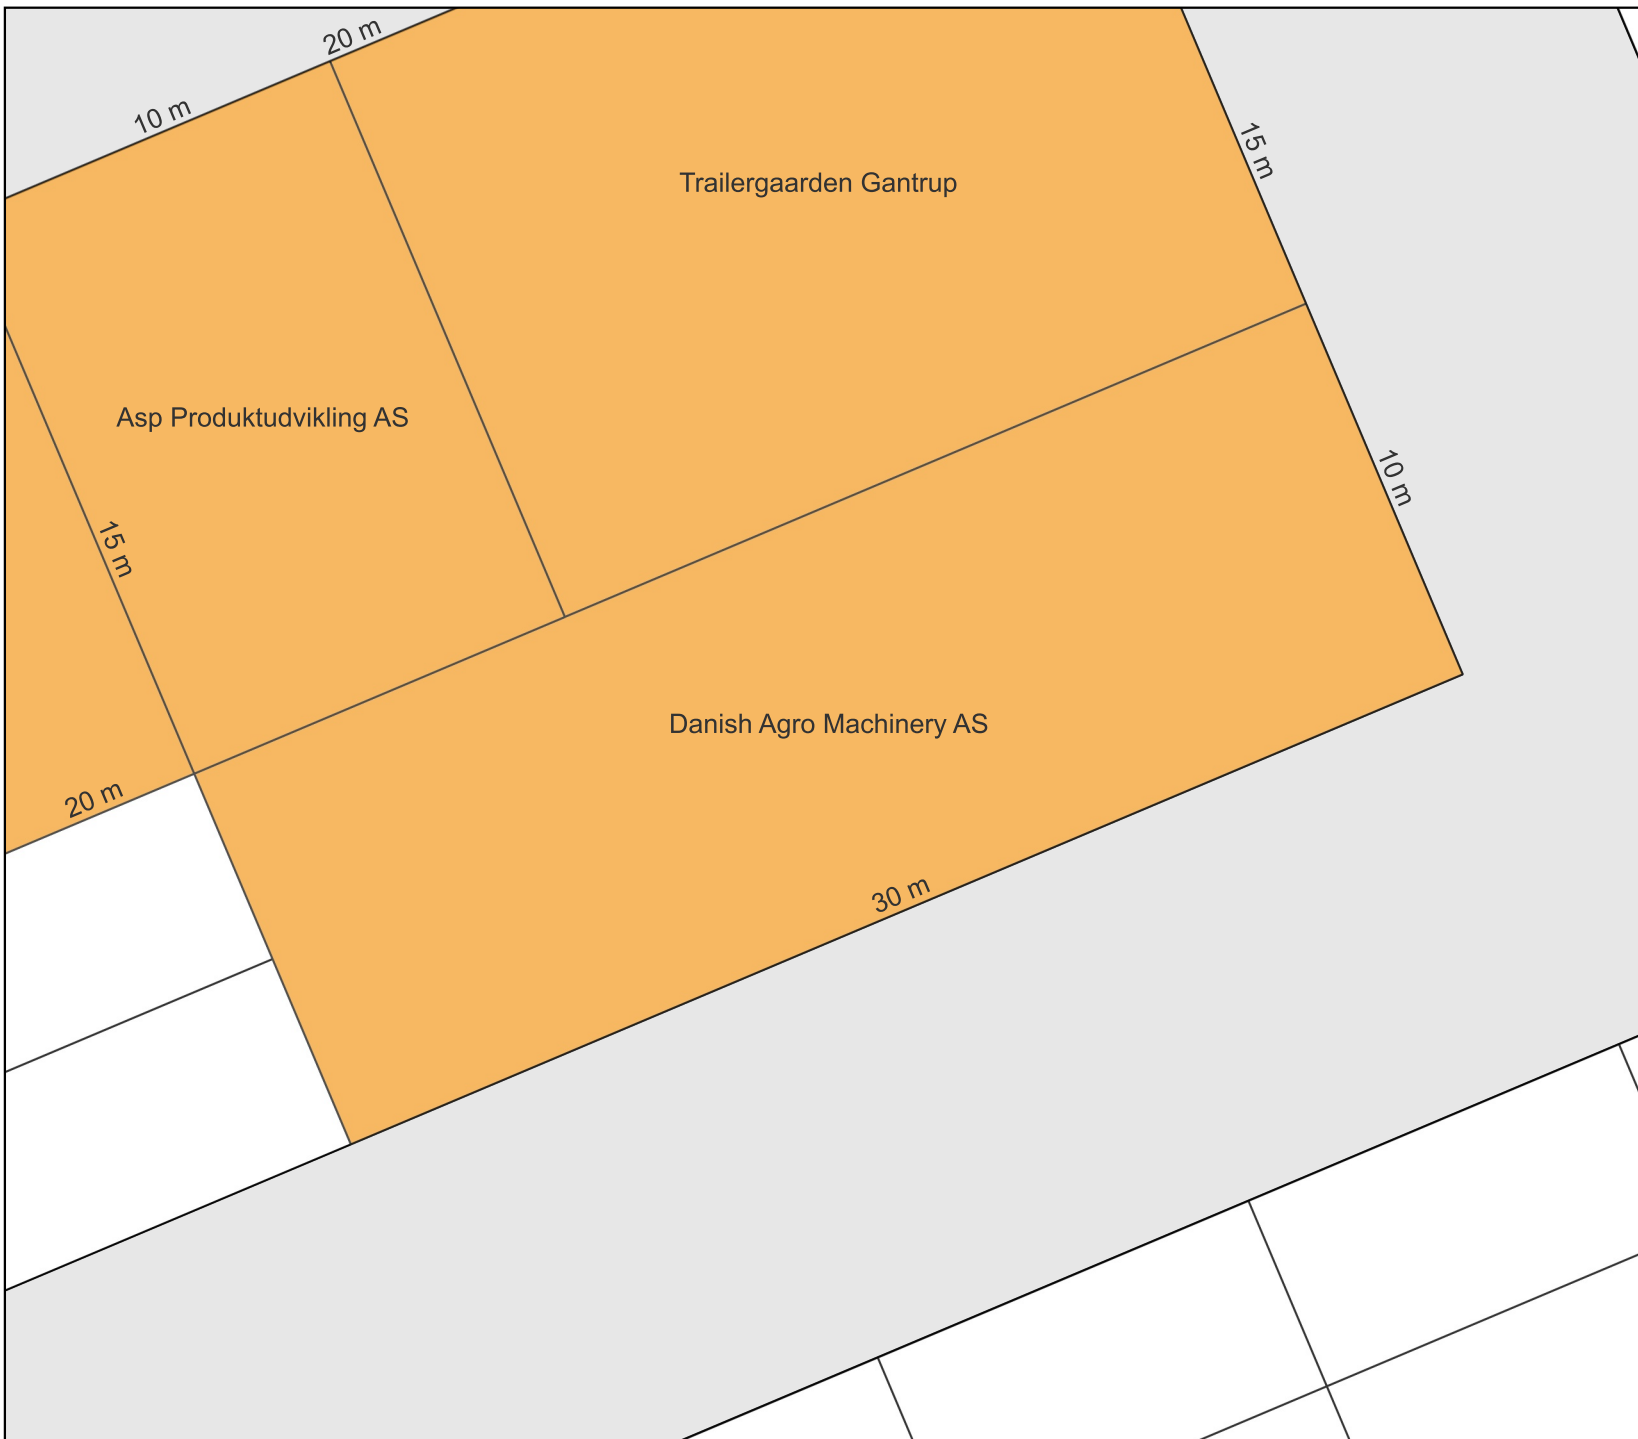 20 m
10 m
15 m
Trailergaarden Gantrup
Asp Produktudvikling AS
10 m
15 m
Danish Agro Machinery AS
20 m
30 m